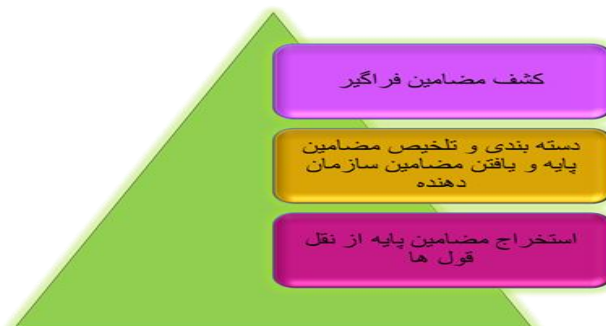 کشف مضامین فراگیر
دسته بندی و تلخیص مضامین
پایه و یافتن مضامین سازمان
دهنده
استخراج مضامین پایه از نقل
قول ها